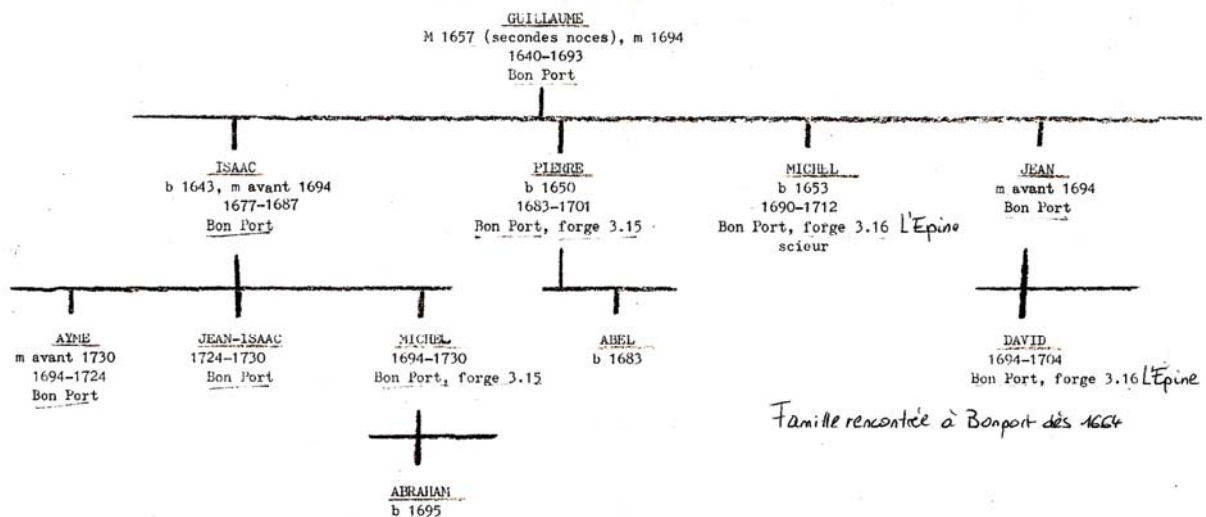 GUILLAUME
M 1657 (secondes noces), m 1694
1640-1693
Bon Port
ISAAC
b 1643, m avant 1694
1677-1687
Bon Port
PIERRE
b 1650
1683-1701
Bon Port, forge 3.15
MICHEL
b 1653
1690-1712
Bon Port, forge 3.16 L'Epine
scieur
JEAN
m avant 1694
Bon Port
AYME
m avant 1730
1694-1724
Bon Port
JEAN-ISAAC
1724-1730
Bon Port
MICHEL
1694-1730
Bon Port, forge 3.15
ABEL
b 1683
DAVID
1694-1704
Bon Port, forge 3.16 L'Epine
Famille rencontrée à Bonport dès 1664
ABRAHAM
b 1695